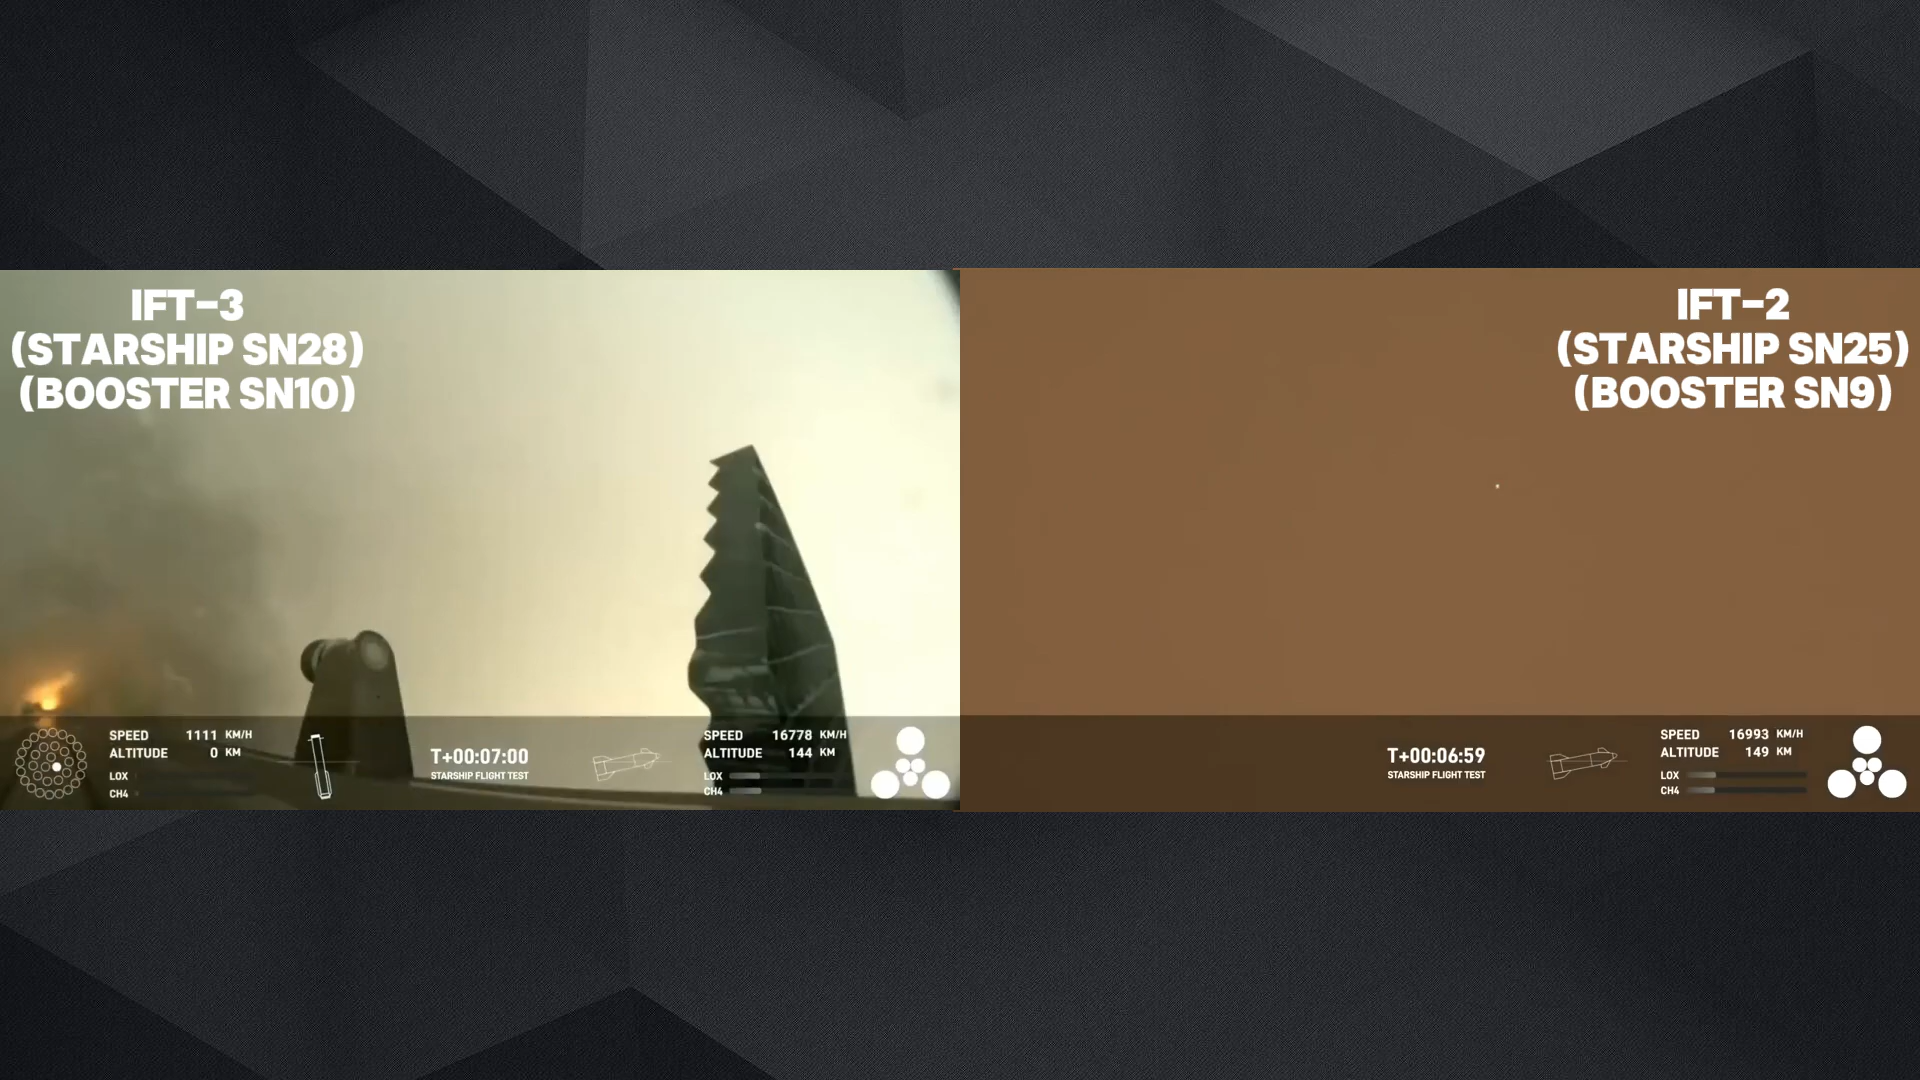 IFT-3
(STARSHIP SN28)
(BOOSTER SN10)
SPEED 1111 KM/H
ALTITUDE 0 KM
LOX
CH4
T+00:07:00
STARSHIP FLIGHT TEST
SPEED 16778 KM/H
ALTITUDE 144 KM
LOX
CH4
IFT-2
(STARSHIP SN25)
(BOOSTER SN9)
T+00:06:59
STARSHIP FLIGHT TEST
SPEED 16993 KM/H
ALTITUDE 149 KM
LOX
CH4